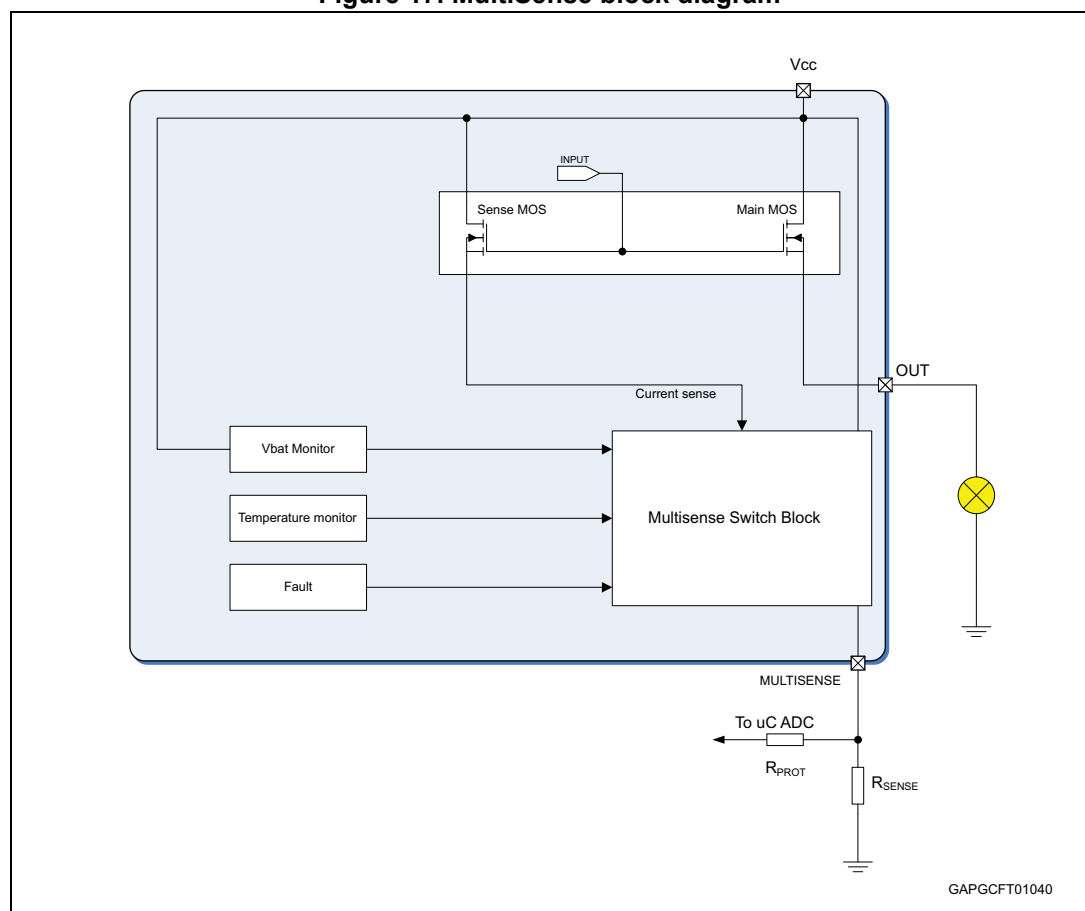 Figure 17. MultiSense block diagram
Vcc
INPUT
Sense MOS
Main MOS
OUT
Current sense
Vbat Monitor
Temperature monitor
Multisense Switch Block
Fault
MULTISENSE
To uC ADC
RPROT
RSENSE
GAPGCFT01040